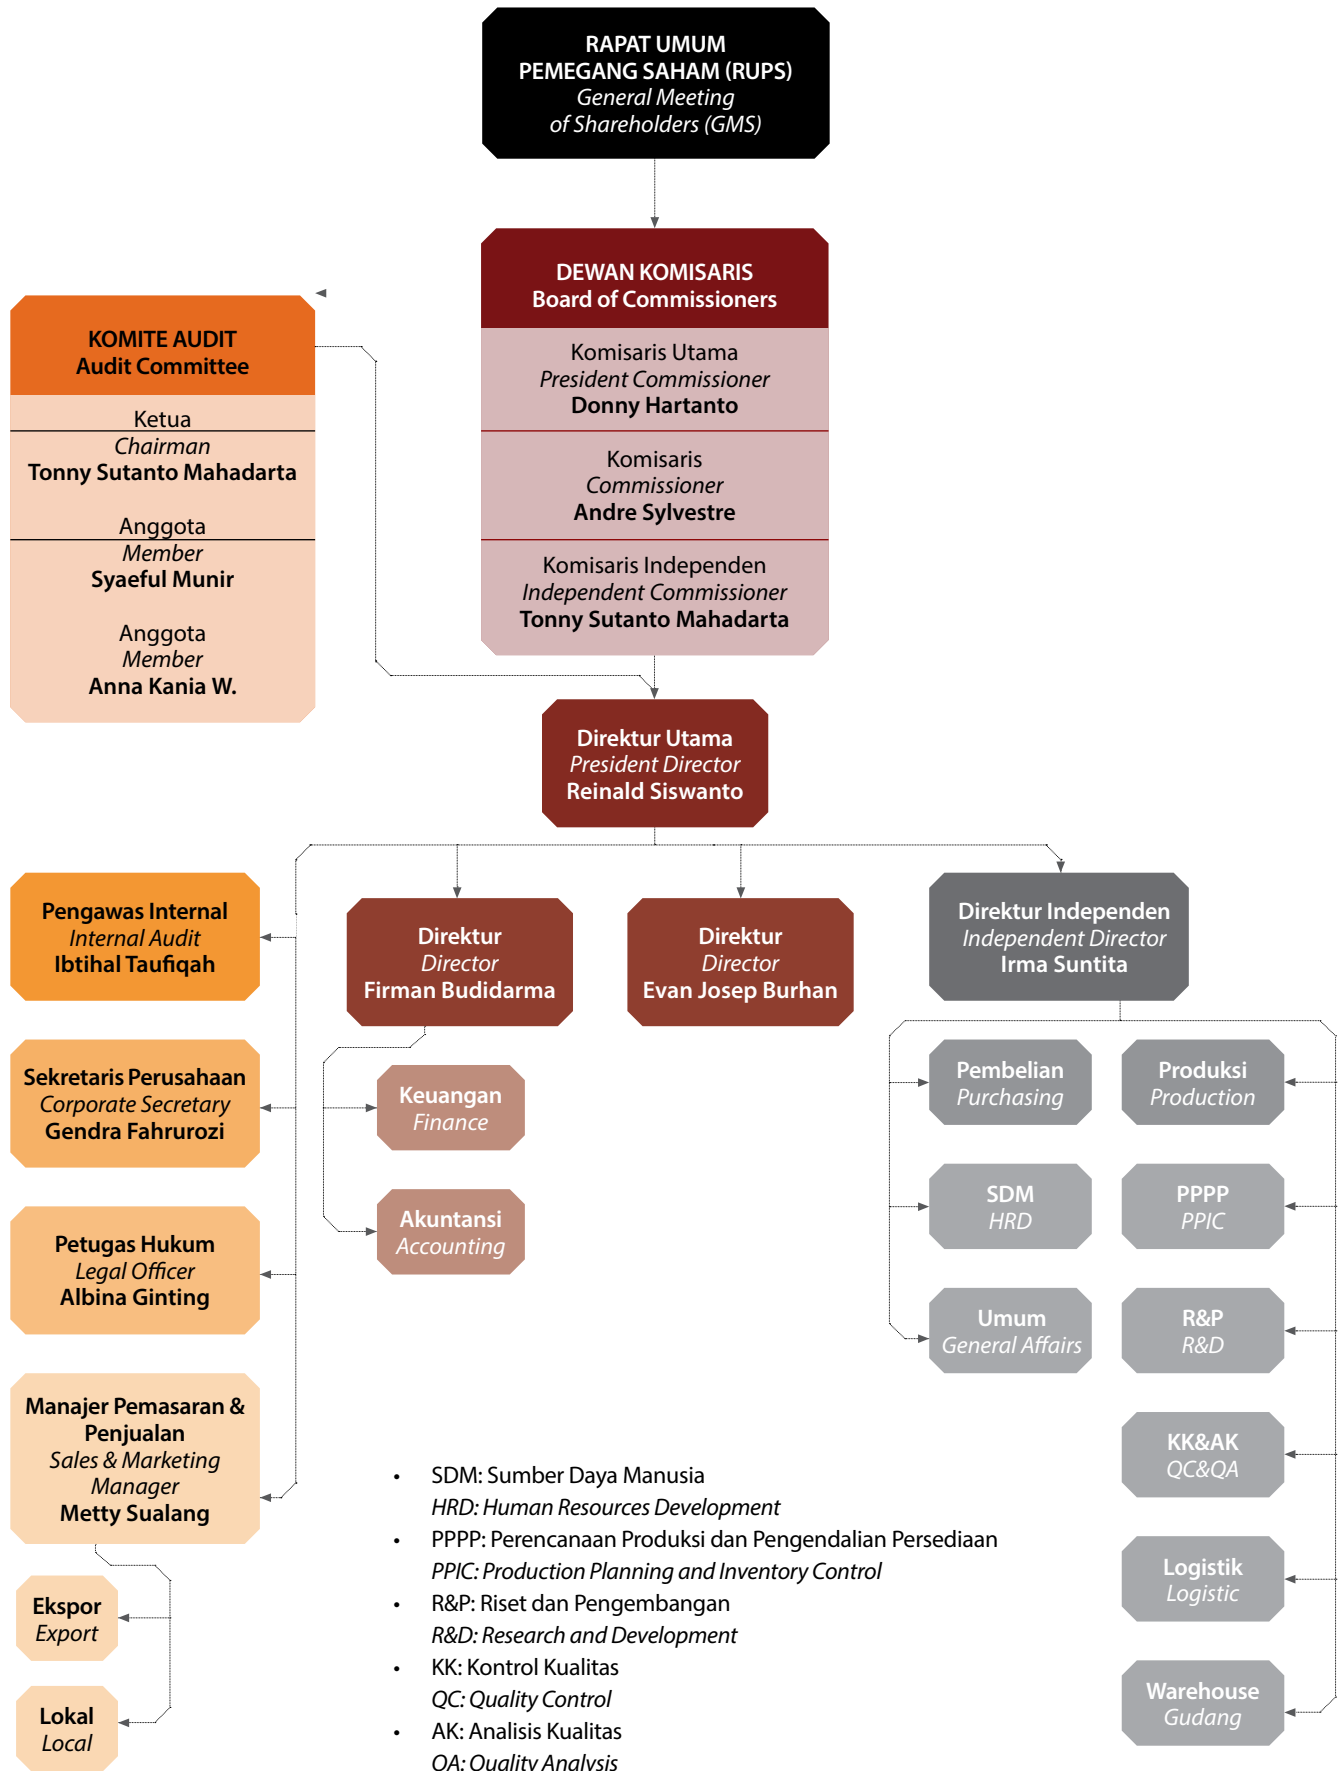 RAPAT UMUM
PEMEGANG SAHAM (RUPS)
General Meeting
of Shareholders (GMS)
DEWAN KOMISARIS
Board of Commissioners
Komisaris Utama
President Commissioner
Donny Hartanto
Komisaris
Commissioner
Andre Sylvestre
Komisaris Independen
Independent Commissioner
Tonny Sutanto Mahadarta
KOMITE AUDIT
Audit Committee
Ketua
Chairman
Tonny Sutanto Mahadarta
Anggota
Member
Syaeful Munir
Anggota
Member
Anna Kania W.
Direktur Utama
President Director
Reinald Siswanto
Pengawas Internal
Internal Audit
Ibtihal Taufiqah
Sekretaris Perusahaan
Corporate Secretary
Gendra Fahrurozi
Petugas Hukum
Legal Officer
Albina Ginting
Manajer Pemasaran &
Penjualan
Sales & Marketing
Manager
Metty Sualang
Ekspor
Export
Lokal
Local
Direktur
Director
Firman Budidarma
Keuangan
Finance
Akuntansi
Accounting
Direktur
Director
Evan Josep Burhan
Direktur Independen
Independent Director
Irma Suntita
Pembelian
Purchasing
SDM
HRD
Umum
General Affairs
Produksi
Production
PPPP
PPIC
R&P
R&D
KK&AK
QC&QA
Logistik
Logistic
Warehouse
Gudang
• SDM: Sumber Daya Manusia
HRD: Human Resources Development
• PPPP: Perencanaan Produksi dan Pengendalian Persediaan
PPIC: Production Planning and Inventory Control
• R&P: Riset dan Pengembangan
R&D: Research and Development
• KK: Kontrol Kualitas
QC: Quality Control
• AK: Analisis Kualitas
QA: Quality Analysis